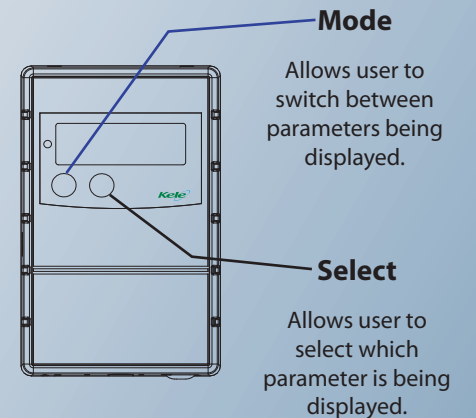 Mode
Allows user to
switch between
parameters being
displayed.
Kele
Select
Allows user to
select which
parameter is being
displayed.